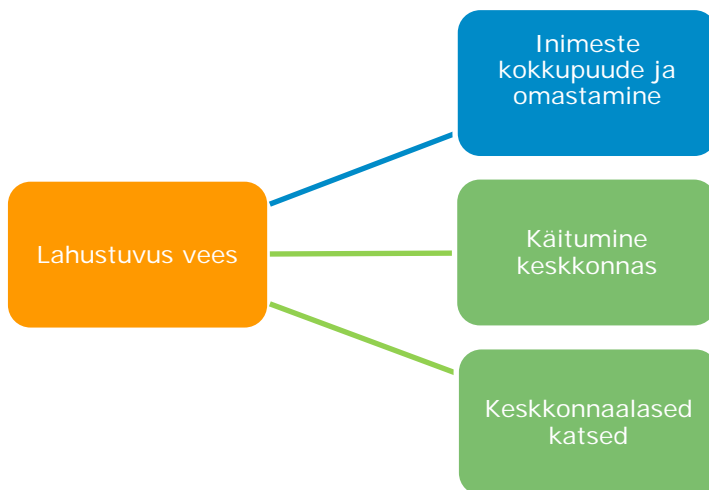 Inimeste
kokkupuude ja
omastamine
Lahustuvus vees
Käitumine
keskkonnas
Keskkonnaalased
katsed